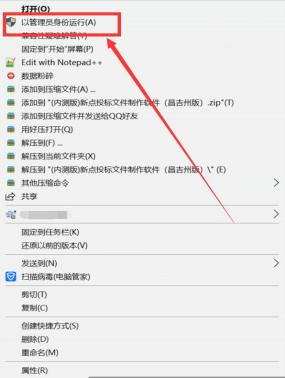 打开(O)
以管理员身份运行(A)
兼容性疑难解答(Y)
固定到"开始"屏幕(P)
Edit with Notepad++
数据粉碎
添加到压缩文件(A) ...
添加到 "(内测版)新点投标文件制作软件（昌吉州版）.zip"(T)
添加到压缩文件并发送给QQ好友
用好压打开(Q)
解压到(F) ...
解压到当前文件夹(X)
解压到 "(内测版)新点投标文件制作软件（昌吉州版）\" (E)
其他压缩命令
共享
固定到任务栏(K)
还原以前的版本(V)
发送到(N)
扫描病毒(电脑管家)
剪切(T)
复制(C)
创建快捷方式(S)
删除(D)
重命名(M)
属性(R)